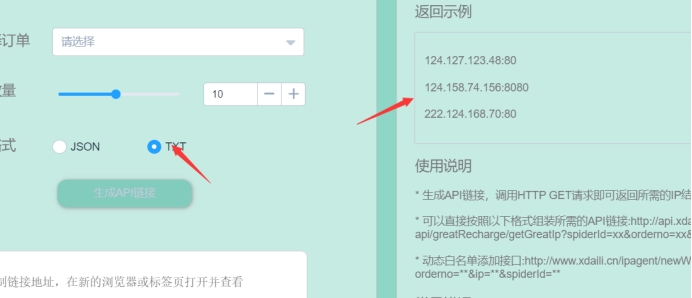 订单
请选择
量
10
式
JSON
TXT
生成API链接
制链接地址，在新的浏览器或标签页打开并查看
返回示例
124.127.123.48:80
124.158.74.156:8080
222.124.168.70:80
使用说明
* 生成API链接，调用HTTP GET请求即可返回所需的IP结
* 可以直接按照以下格式组装所需的API链接:http://api.xda
api/greatRecharge/getGreatIp?spiderId=xx&orderno=xx&
* 动态白名单添加接口:http://www.xdaili.cn/ipagent/newW
orderno=**&ip=**&spiderId=**